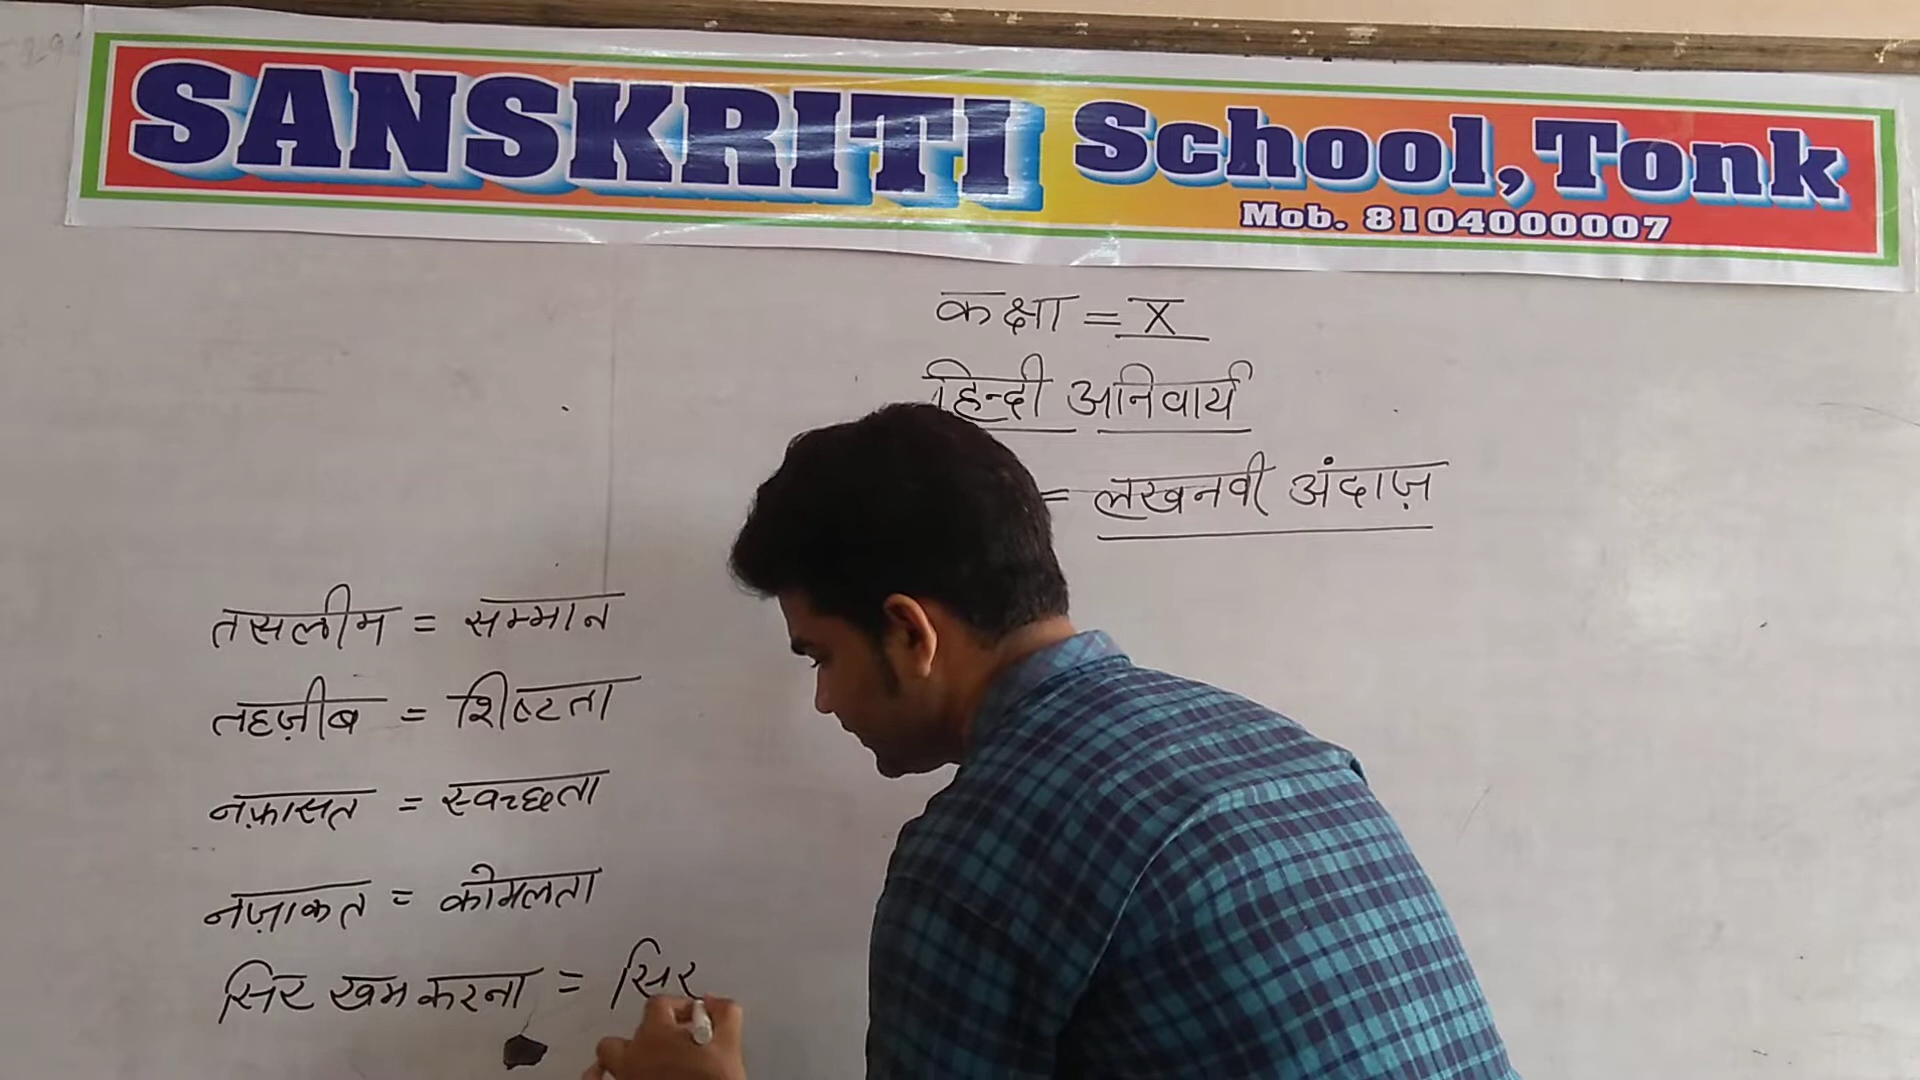 SANSKRITI School, Tonk
Mob. 8104000007
कक्षा = X
हिन्दी अनिवार्य
= लखनवी अंदाज़
तसलीम = सम्मान
तहज़ीब = शिष्टता
नफ़ासत = स्वच्छता
नज़ाकत = कोमलता
सिर खम करना = सिर